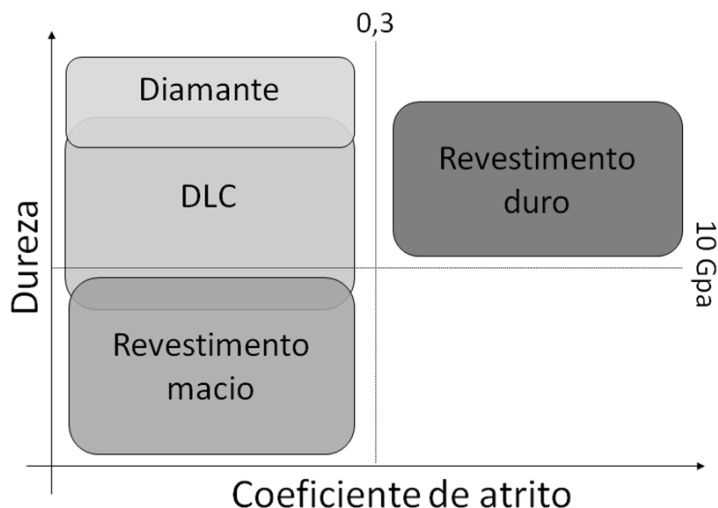 0,3
Diamante
DLC
Revestimento
duro
Revestimento
macio
Dureza
10 Gpa
Coeficiente de atrito